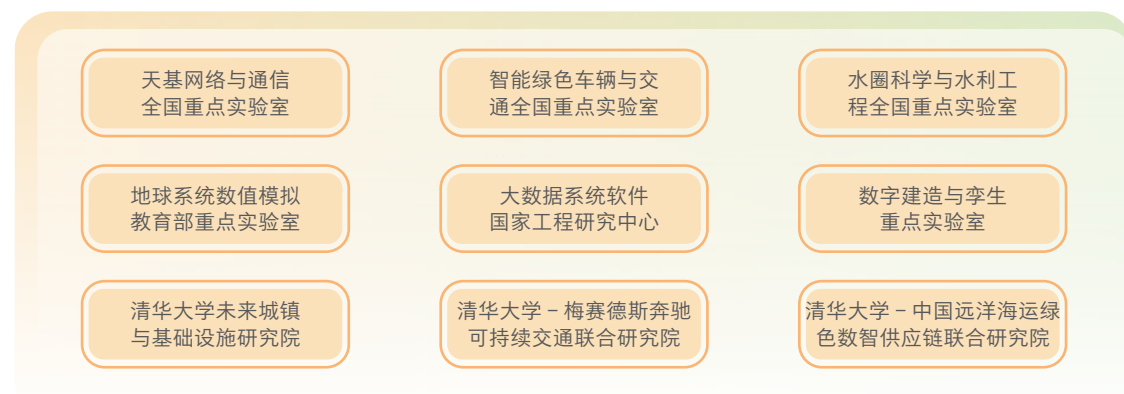 天基网络与通信
全国重点实验室
智能绿色车辆与交
通全国重点实验室
水圈科学与水利工
程全国重点实验室
地球系统数值模拟
教育部重点实验室
大数据系统软件
国家工程研究中心
数字建造与孪生
重点实验室
清华大学未来城镇
与基础设施研究院
清华大学－梅赛德斯奔驰
可持续交通联合研究院
清华大学－中国远洋海运绿
色数智供应链联合研究院